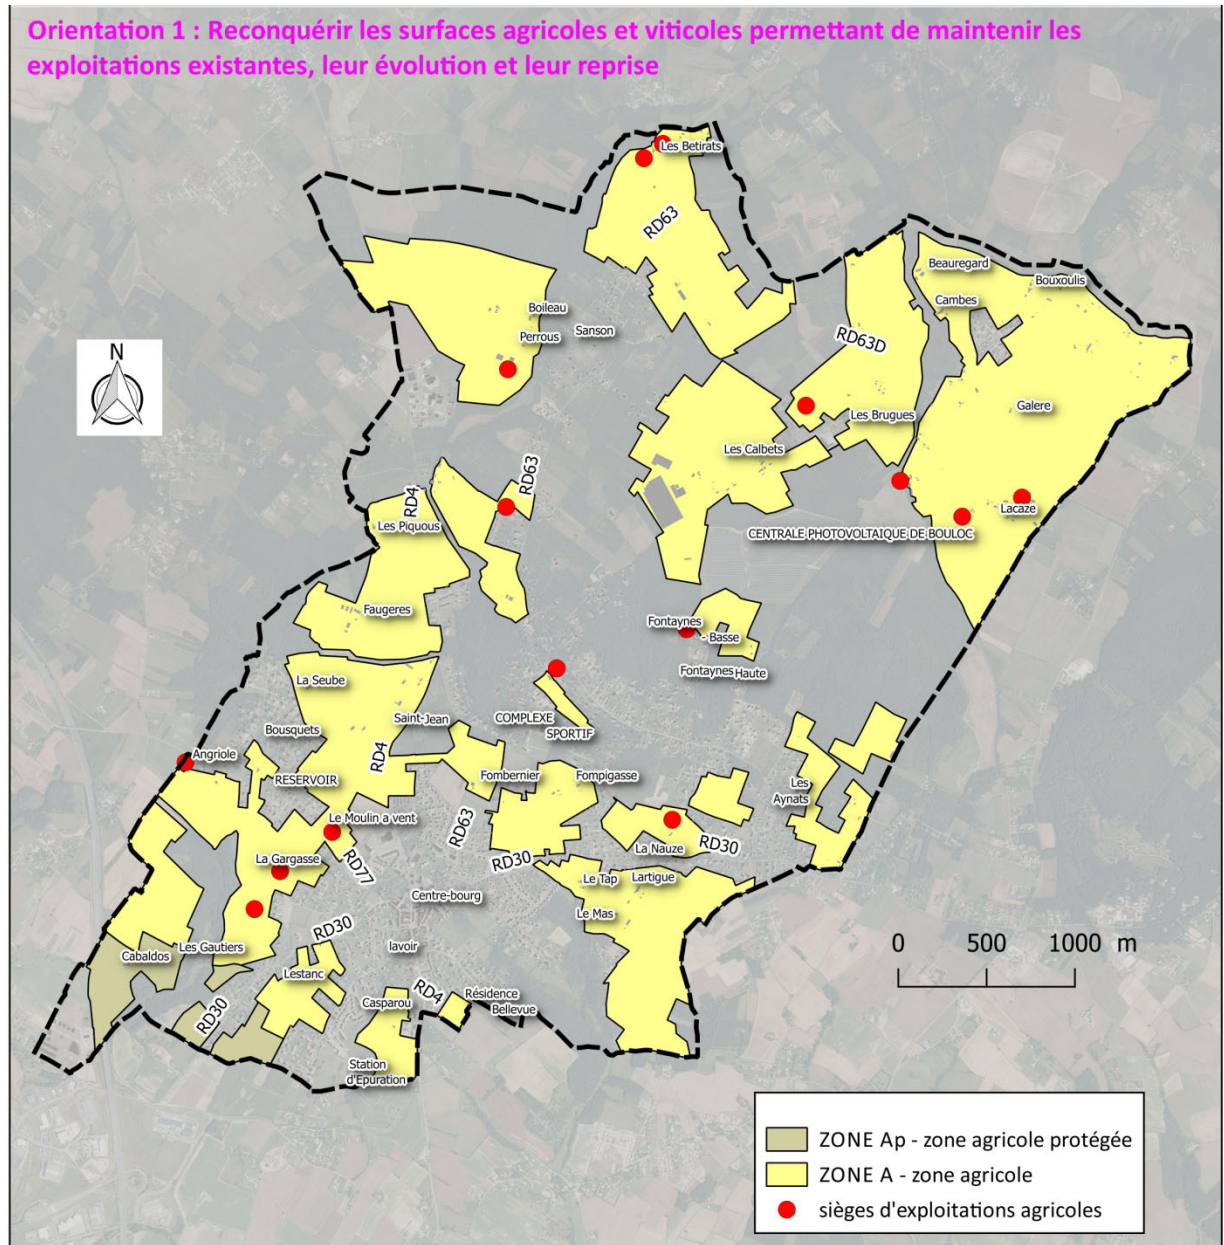 Orientation 1 : Reconquérir les surfaces agricoles et viticoles permettant de maintenir les
exploitations existantes, leur évolution et leur reprise
Les Betirats
RD63
Beauregard
Bouxoulis
Cambes
Boileau
Sanson
Perrous
RD63D
N
Galere
Les Brugues
Les Calbets
RD63
RD4
Les Piquous
Lacaze
CENTRALE PHOTOVOLTAIQUE DE BOULOC
Faugeres
Fontaynes
- Basse
Fontaynes Haute
La Seube
Saint-Jean
COMPLEXE
SPORTIF
Bousquets
Angriole
RD4
RESERVOIR
Fombernier
Fompigasse
Les
Aynats
Le Moulin a vent
RD63
La Nauze
RD30
La Gargasse
RD77
RD30
Le Tap
Lartigue
Centre-bourg
Le Mas
RD30
lavoir
Les Gautiers
Cabaldos
Lestanc
0 500 1000 m
RD4
Résidence
Bellevue
Casparou
RD30
Station
d'Epuration
ZONE Ap - zone agricole protégée
ZONE A - zone agricole
sièges d'exploitations agricoles